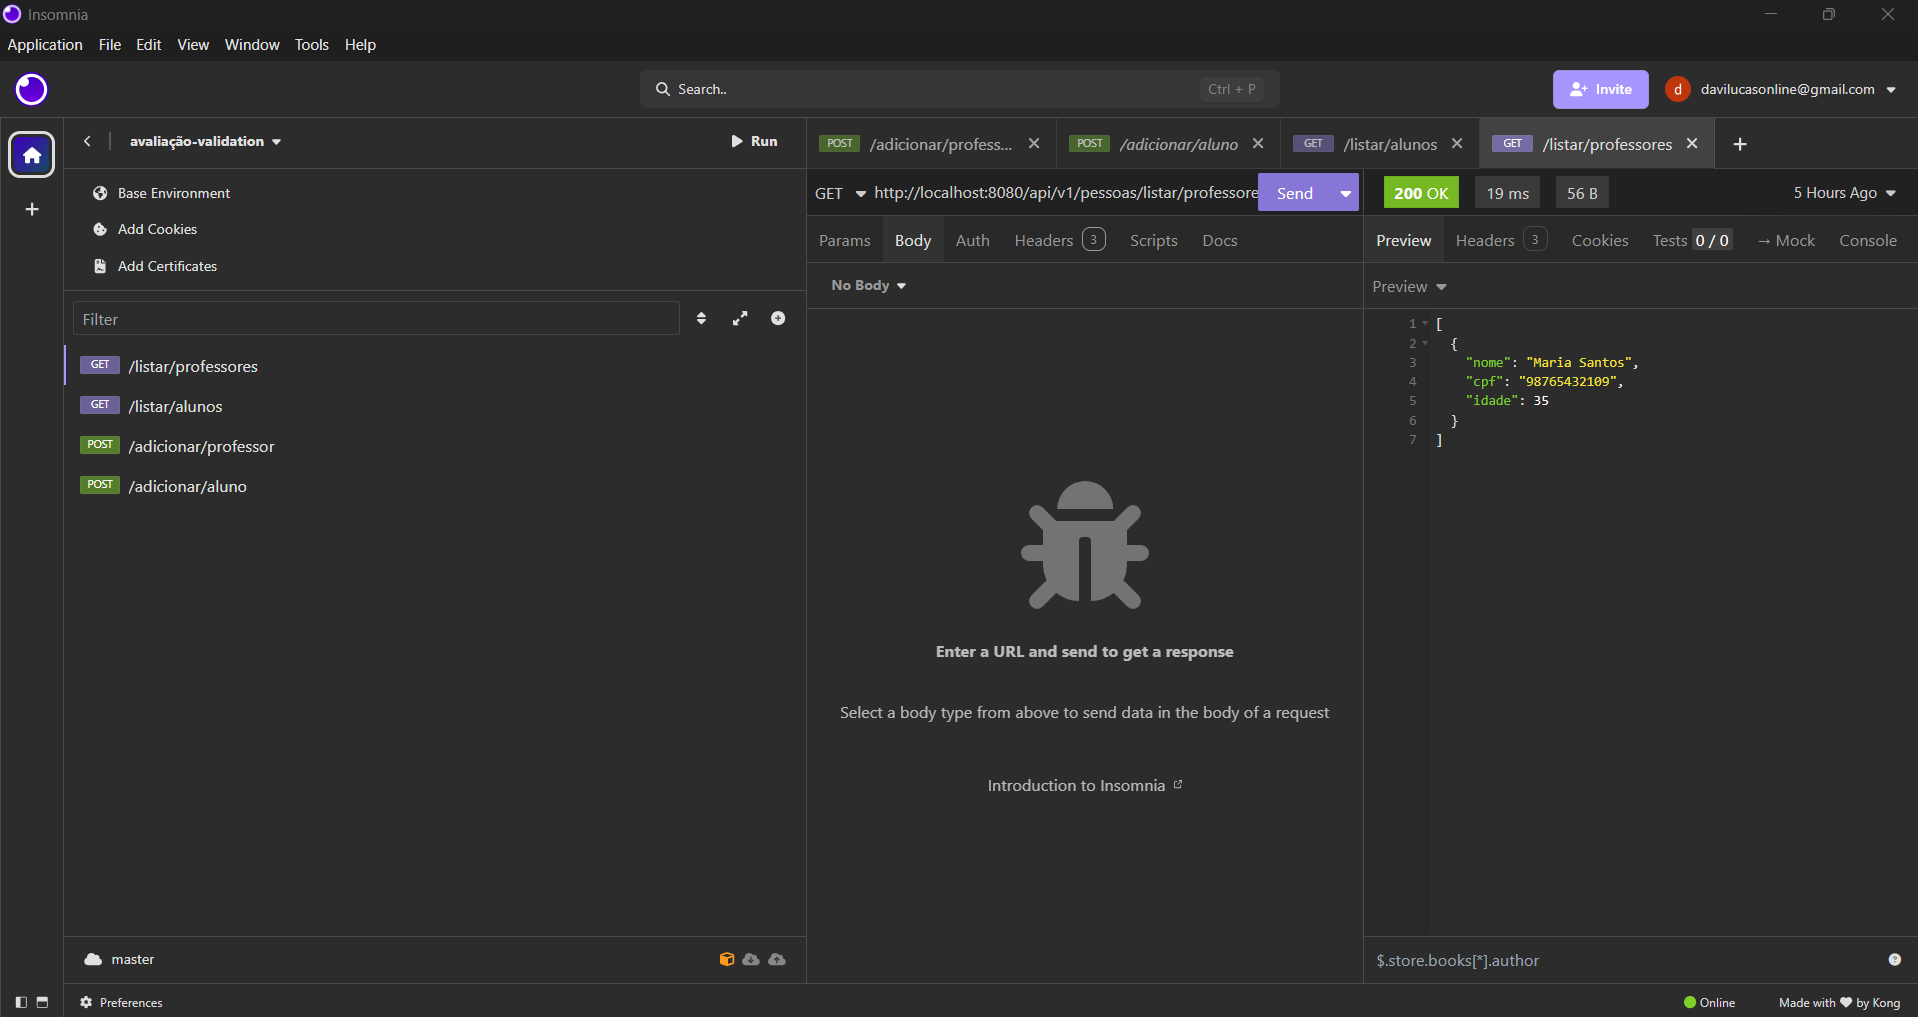 Insomnia
Application File Edit View Window Tools Help
Search.. Ctrl + P
Invite
d davilucasonline@gmail.com
avaliação-validation
Run
Base Environment
Add Cookies
Add Certificates
Filter
GET /listar/professores
GET /listar/alunos
POST /adicionar/professor
POST /adicionar/aluno
master
Preferences
POST /adicionar/profess...
POST /adicionar/aluno
GET /listar/alunos
GET /listar/professores
GET http://localhost:8080/api/v1/pessoas/listar/professore
Send
Params Body Auth Headers 3 Scripts Docs
No Body
Enter a URL and send to get a response
Select a body type from above to send data in the body of a request
Introduction to Insomnia
200 OK 19 ms 56 B 5 Hours Ago
Preview Headers 3 Cookies Tests 0 / 0 → Mock Console
Preview
1 [
2 {
3 "nome": "Maria Santos",
4 "cpf": "98765432109",
5 "idade": 35
6 }
7 ]
$.store.books[*].author
Online
Made with ❤ by Kong